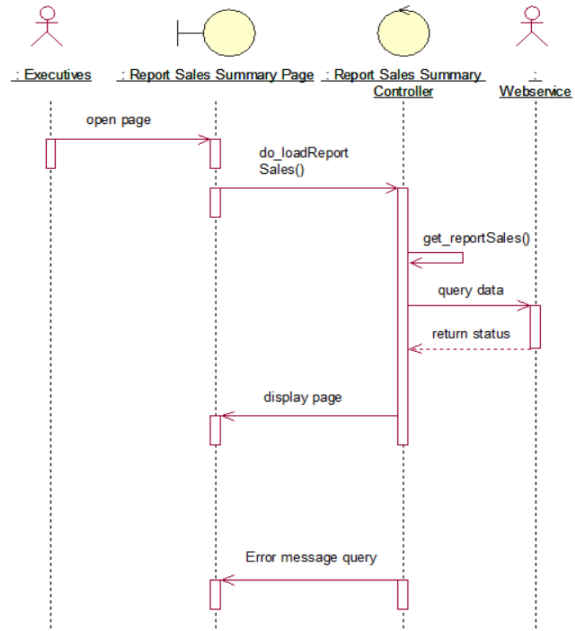 : Executives
: Report Sales Summary Page
: Report Sales Summary
Controller
:
Webservice
open page
do_loadReport
Sales()
get_reportSales()
query data
return status
display page
Error message query